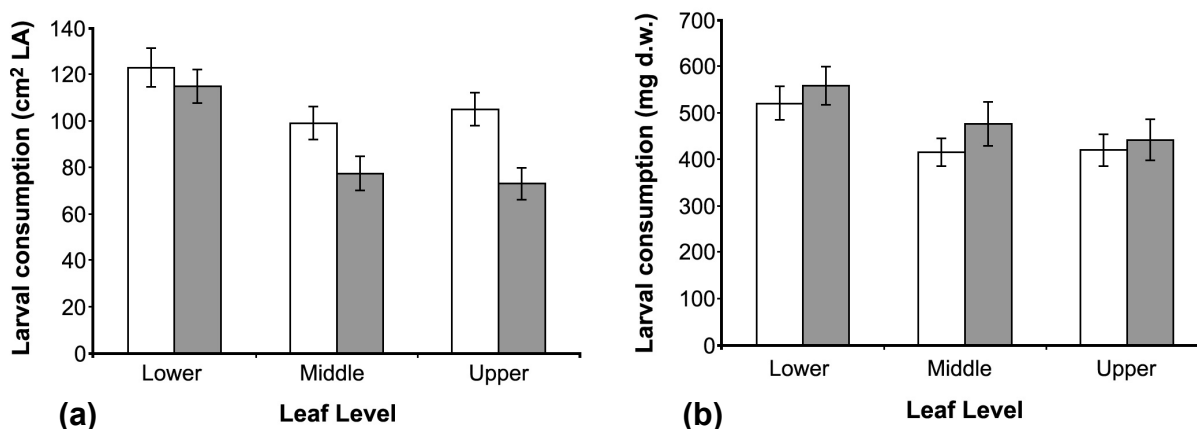 Larval consumption (cm² LA)
140
120
100
80
60
40
20
0
Lower Middle Upper
(a) Leaf Level
Larval consumption (mg d.w.)
700
600
500
400
300
200
100
0
Lower Middle Upper
(b) Leaf Level